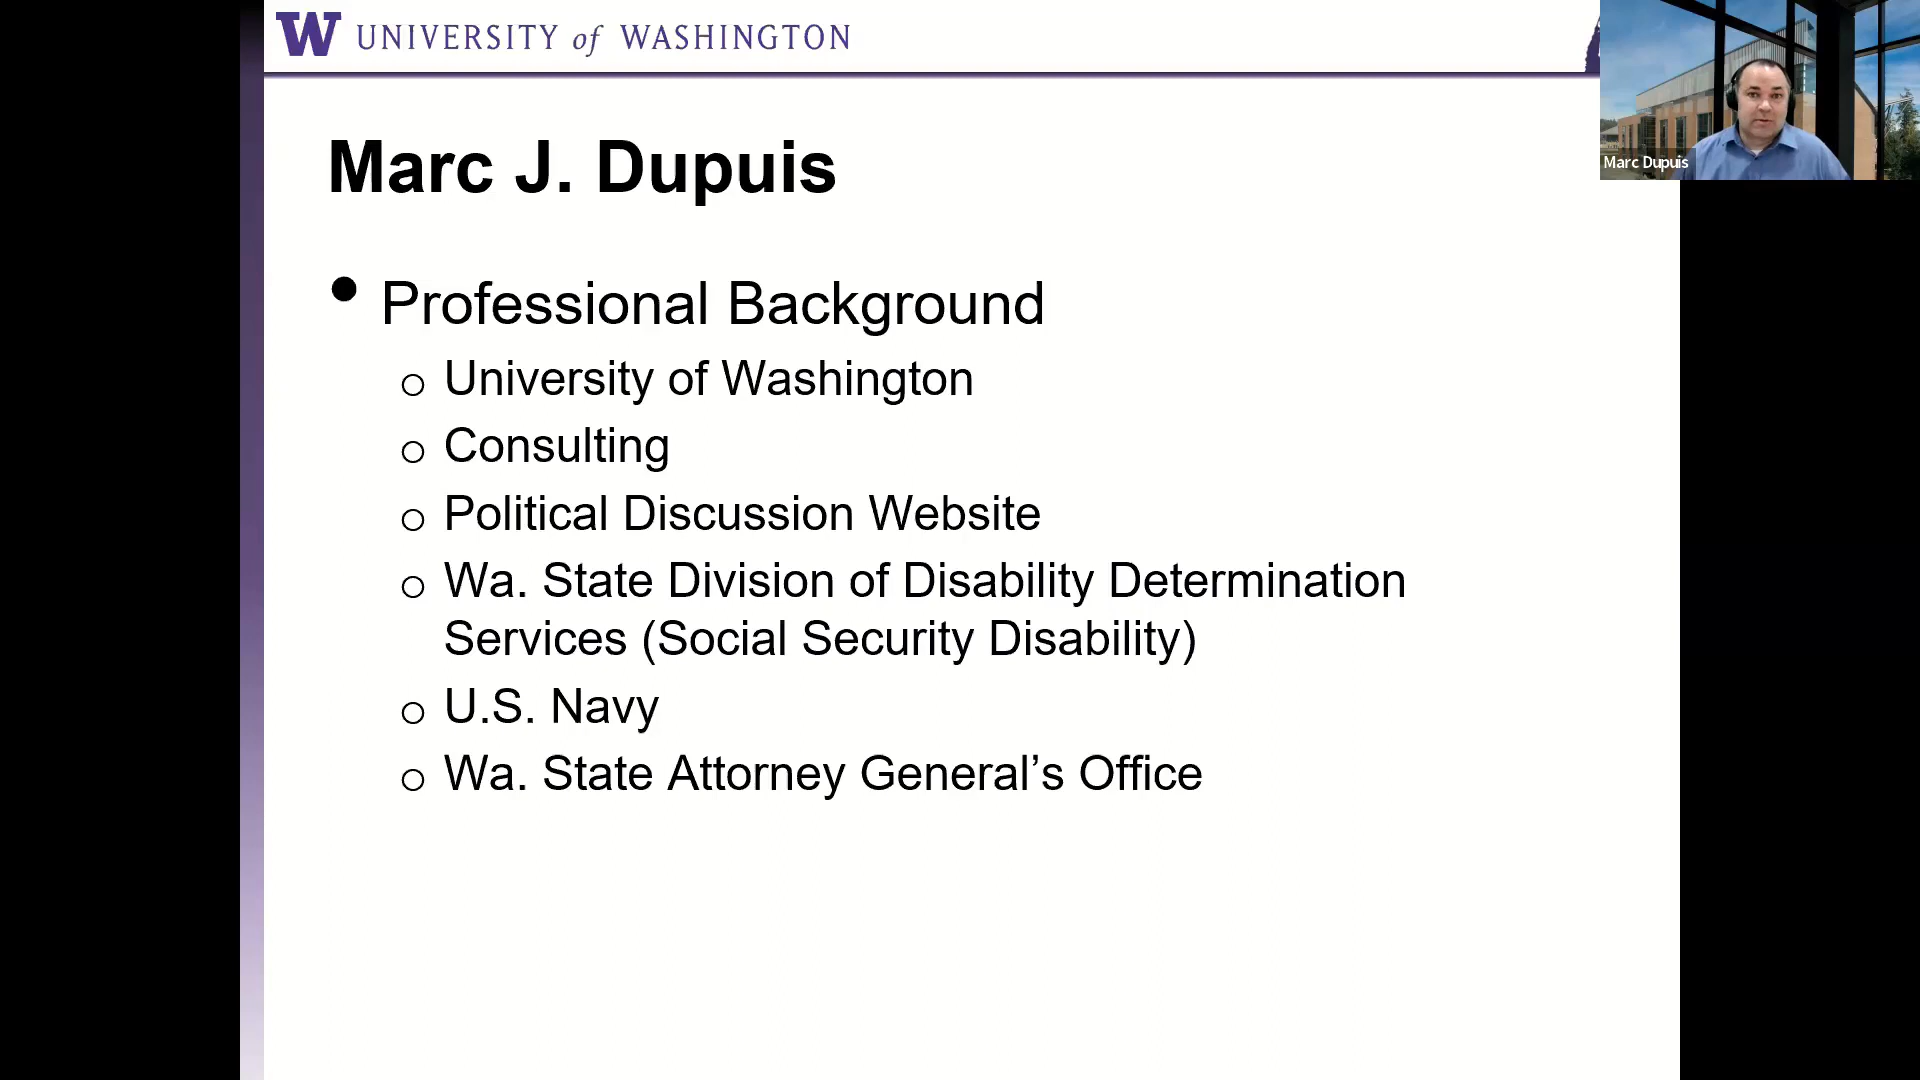 W UNIVERSITY of WASHINGTON
Marc Dupuis
Marc J. Dupuis
• Professional Background
o University of Washington
o Consulting
o Political Discussion Website
o Wa. State Division of Disability Determination
Services (Social Security Disability)
o U.S. Navy
o Wa. State Attorney General’s Office